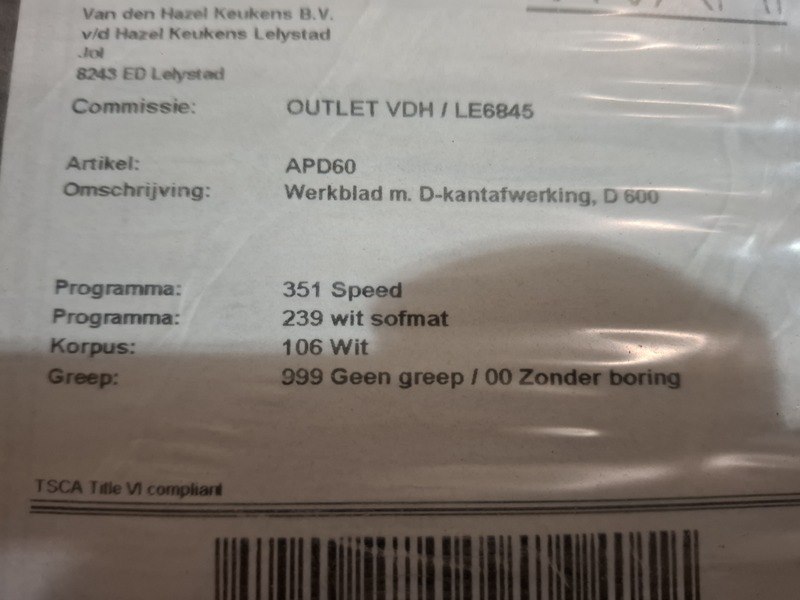 Van den Hazel Keukens B.V.
v/d Hazel Keukens Lelystad
Jol
8243 ED Lelystad
Commissie: OUTLET VDH / LE6845
Artikel: APD60
Omschrijving: Werkblad m. D-kantafwerking, D 600
Programma: 351 Speed
Programma: 239 wit sofmat
Korpus: 106 Wit
Greep: 999 Geen greep / 00 Zonder boring
TSCA Title VI compliant